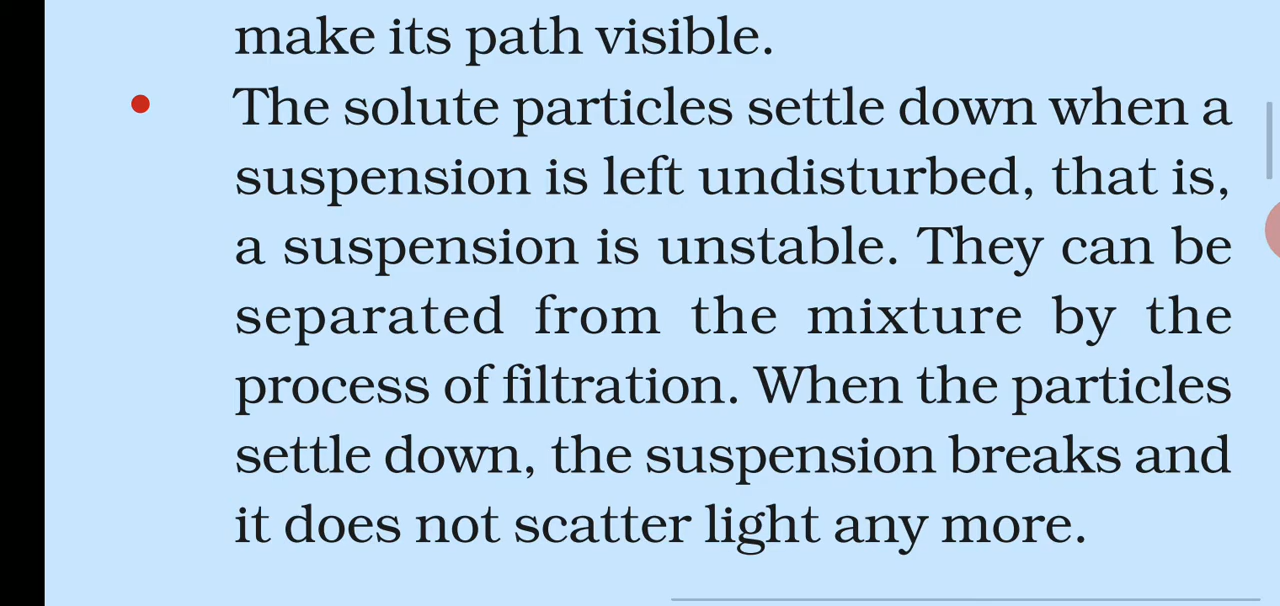 make its path visible.
• The solute particles settle down when a
suspension is left undisturbed, that is,
a suspension is unstable. They can be
separated from the mixture by the
process of filtration. When the particles
settle down, the suspension breaks and
it does not scatter light any more.